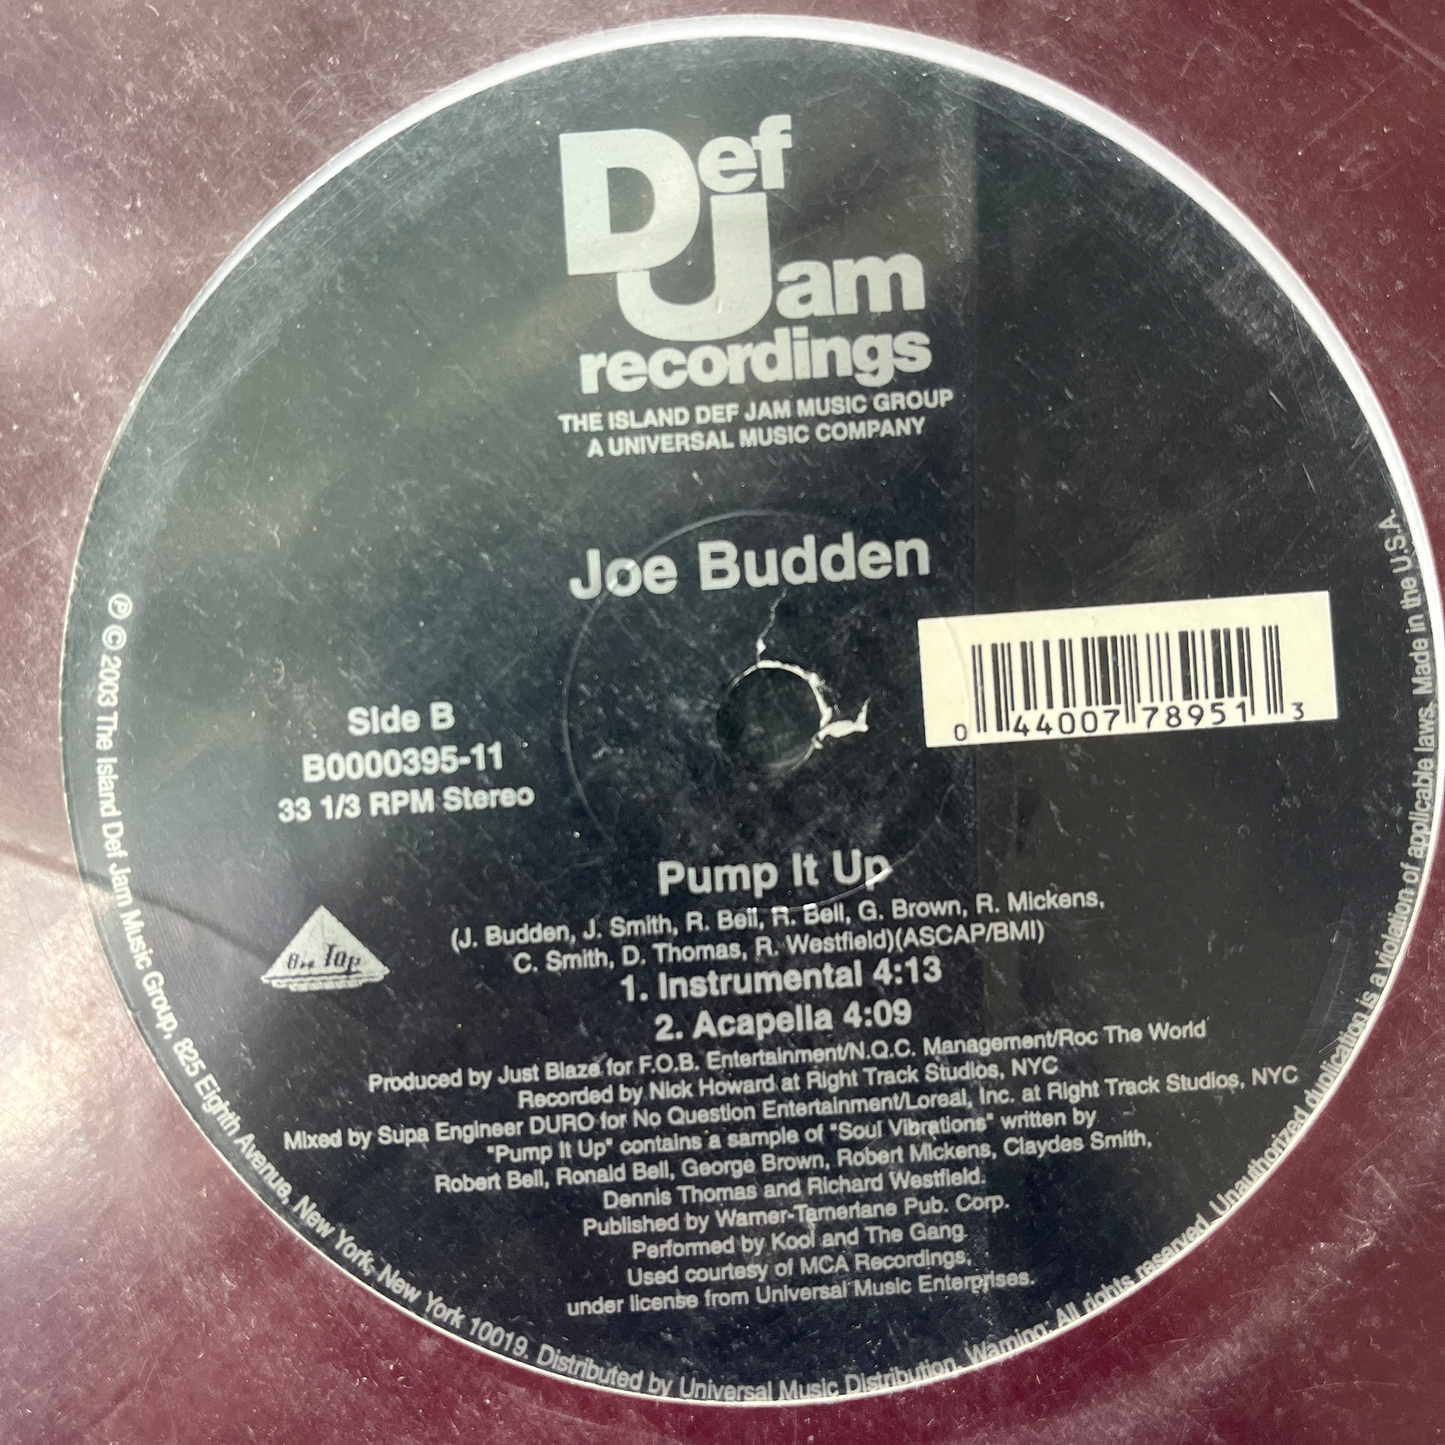 Def
Jam
recordings
THE ISLAND DEF JAM MUSIC GROUP
A UNIVERSAL MUSIC COMPANY
Joe Budden
Side B
B0000395-11
33 1/3 RPM Stereo
0 44007 78951 3
Pump It Up
(J. Budden, J. Smith, R. Bell, R. Bell, G. Brown, R. Mickens,
C. Smith, D. Thomas, R. Westfield)(ASCAP/BMI)
1. Instrumental 4:13
2. Acapella 4:09
Top
Produced by Just Blaze for F.O.B. Entertainment/N.Q.C. Management/Roc The World
Recorded by Nick Howard at Right Track Studios, NYC
Mixed by Supa Engineer DURO for No Question Entertainment/Loreal, Inc. at Right Track Studios, NYC
"Pump It Up" contains a sample of "Soul Vibrations" written by
Robert Bell, Ronald Bell, George Brown, Robert Mickens, Claydes Smith,
Dennis Thomas and Richard Westfield.
Published by Warner-Tamerlane Pub. Corp.
Performed by Kool and The Gang
Used courtesy of MCA Recordings,
under license from Universal Music Enterprises.
℗ © 2003 The Island Def Jam Music Group, 825 Eighth Avenue, New York, New York 10019. Distributed by Universal Music Distribution. Warning: All rights reserved. Unauthorized duplication is a violation of applicable laws. Made in the U.S.A.